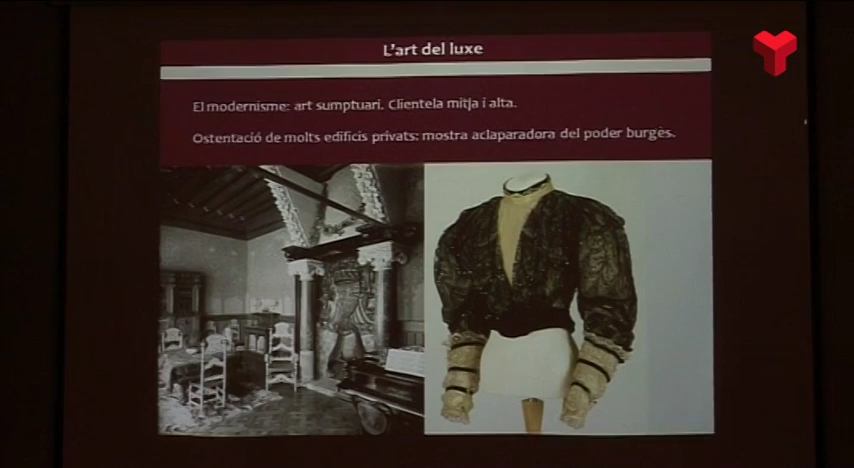 L'art del luxe
El modernisme: art sumptuari. Clientela mitja i alta.
Ostentació de molts edificis privats: mostra aclaparadora del poder burgès.